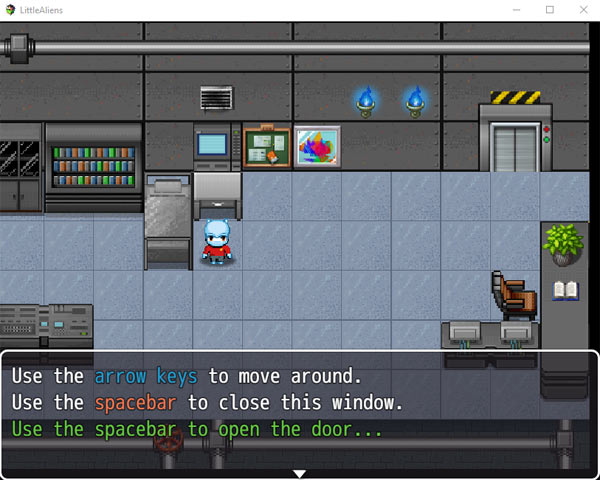 LittleAliens
Use the arrow keys to move around.
Use the spacebar to close this window.
Use the spacebar to open the door...